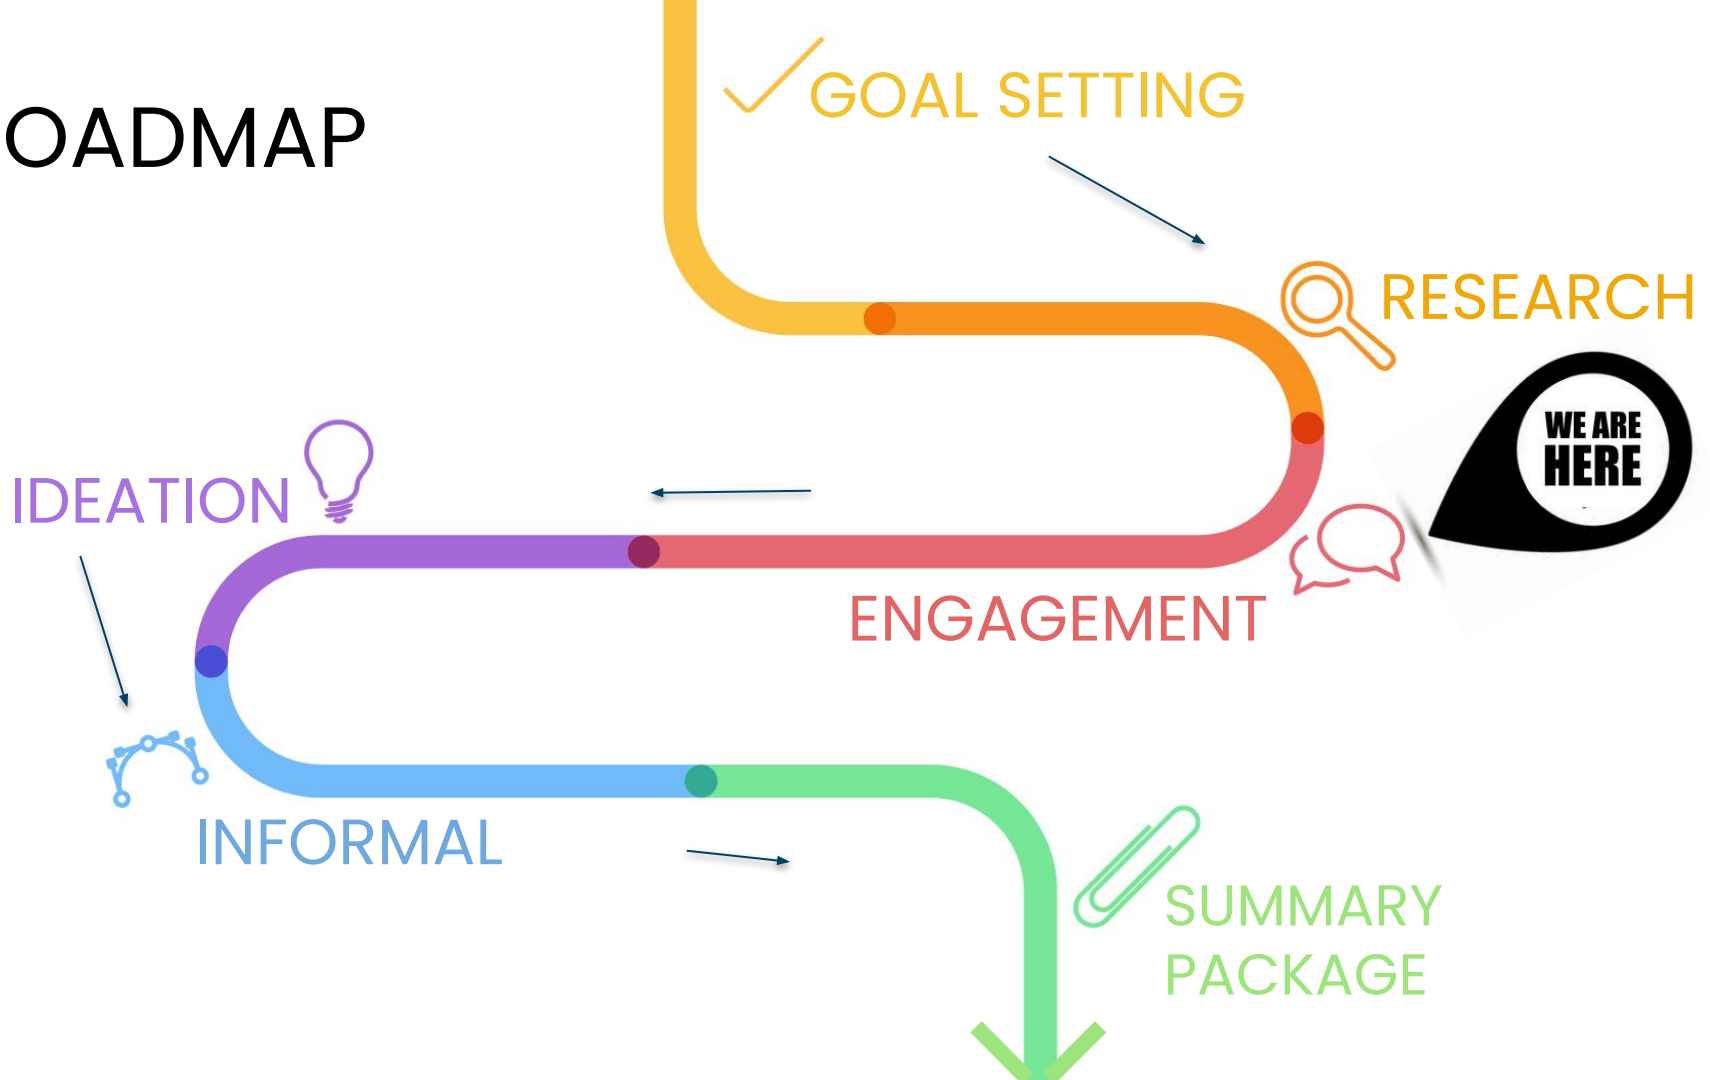 OADMAP
GOAL SETTING
RESEARCH
WE ARE
HERE
IDEATION
ENGAGEMENT
INFORMAL
SUMMARY
PACKAGE